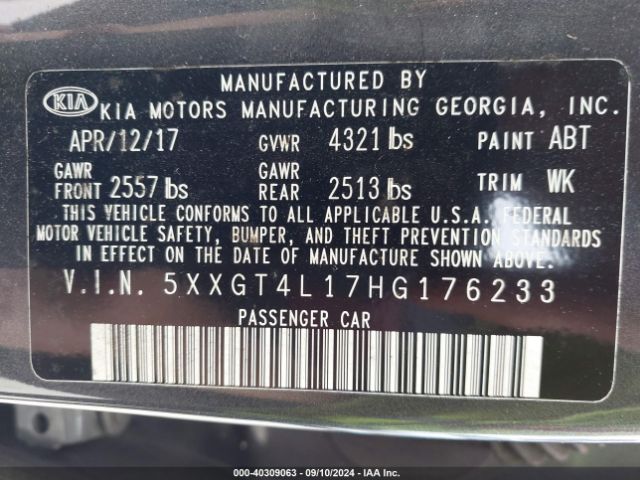 MANUFACTURED BY
KIA KIA MOTORS MANUFACTURING GEORGIA, INC.
APR/12/17 GVWR 4321 lbs PAINT ABT
GAWR FRONT 2557 lbs GAWR REAR 2513 lbs TRIM WK
THIS VEHICLE CONFORMS TO ALL APPLICABLE U.S.A. FEDERAL
MOTOR VEHICLE SAFETY, BUMPER, AND THEFT PREVENTION STANDARDS
IN EFFECT ON THE DATE OF MANUFACTURE SHOWN ABOVE.
V.I.N. 5XXGT4L17HG176233
PASSENGER CAR
000-40309063 - 09/10/2024 - IAA Inc.